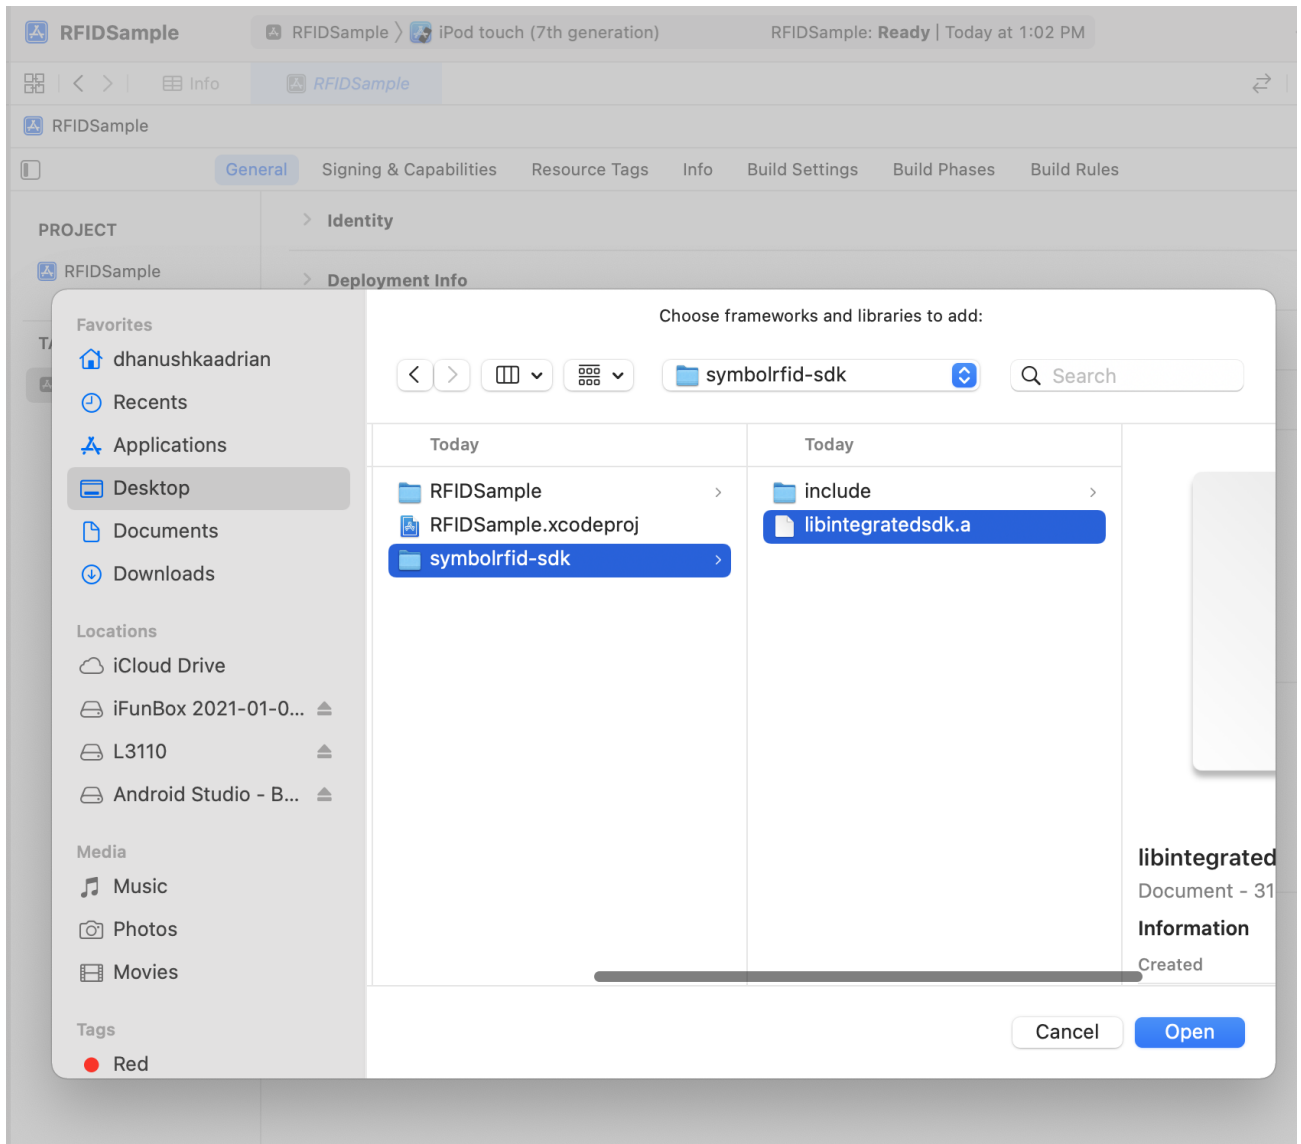 RFIDSample
RFIDSample
iPod touch (7th generation)
RFIDSample: Ready | Today at 1:02 PM
Info
RFIDSample
RFIDSample
General
Signing & Capabilities
Resource Tags
Info
Build Settings
Build Phases
Build Rules
PROJECT
RFIDSample
Identity
Deployment Info
Favorites
dhanushkaadrian
Recents
Applications
Desktop
Documents
Downloads
Locations
iCloud Drive
iFunBox 2021-01-0...
L3110
Android Studio - B...
Media
Music
Photos
Movies
Tags
Red
Choose frameworks and libraries to add:
symbolrfid-sdk
Search
Today
RFIDSample
RFIDSample.xcodeproj
symbolrfid-sdk
Today
include
libintegratedsdk.a
libintegrated
Document - 31
Information
Created
Cancel
Open